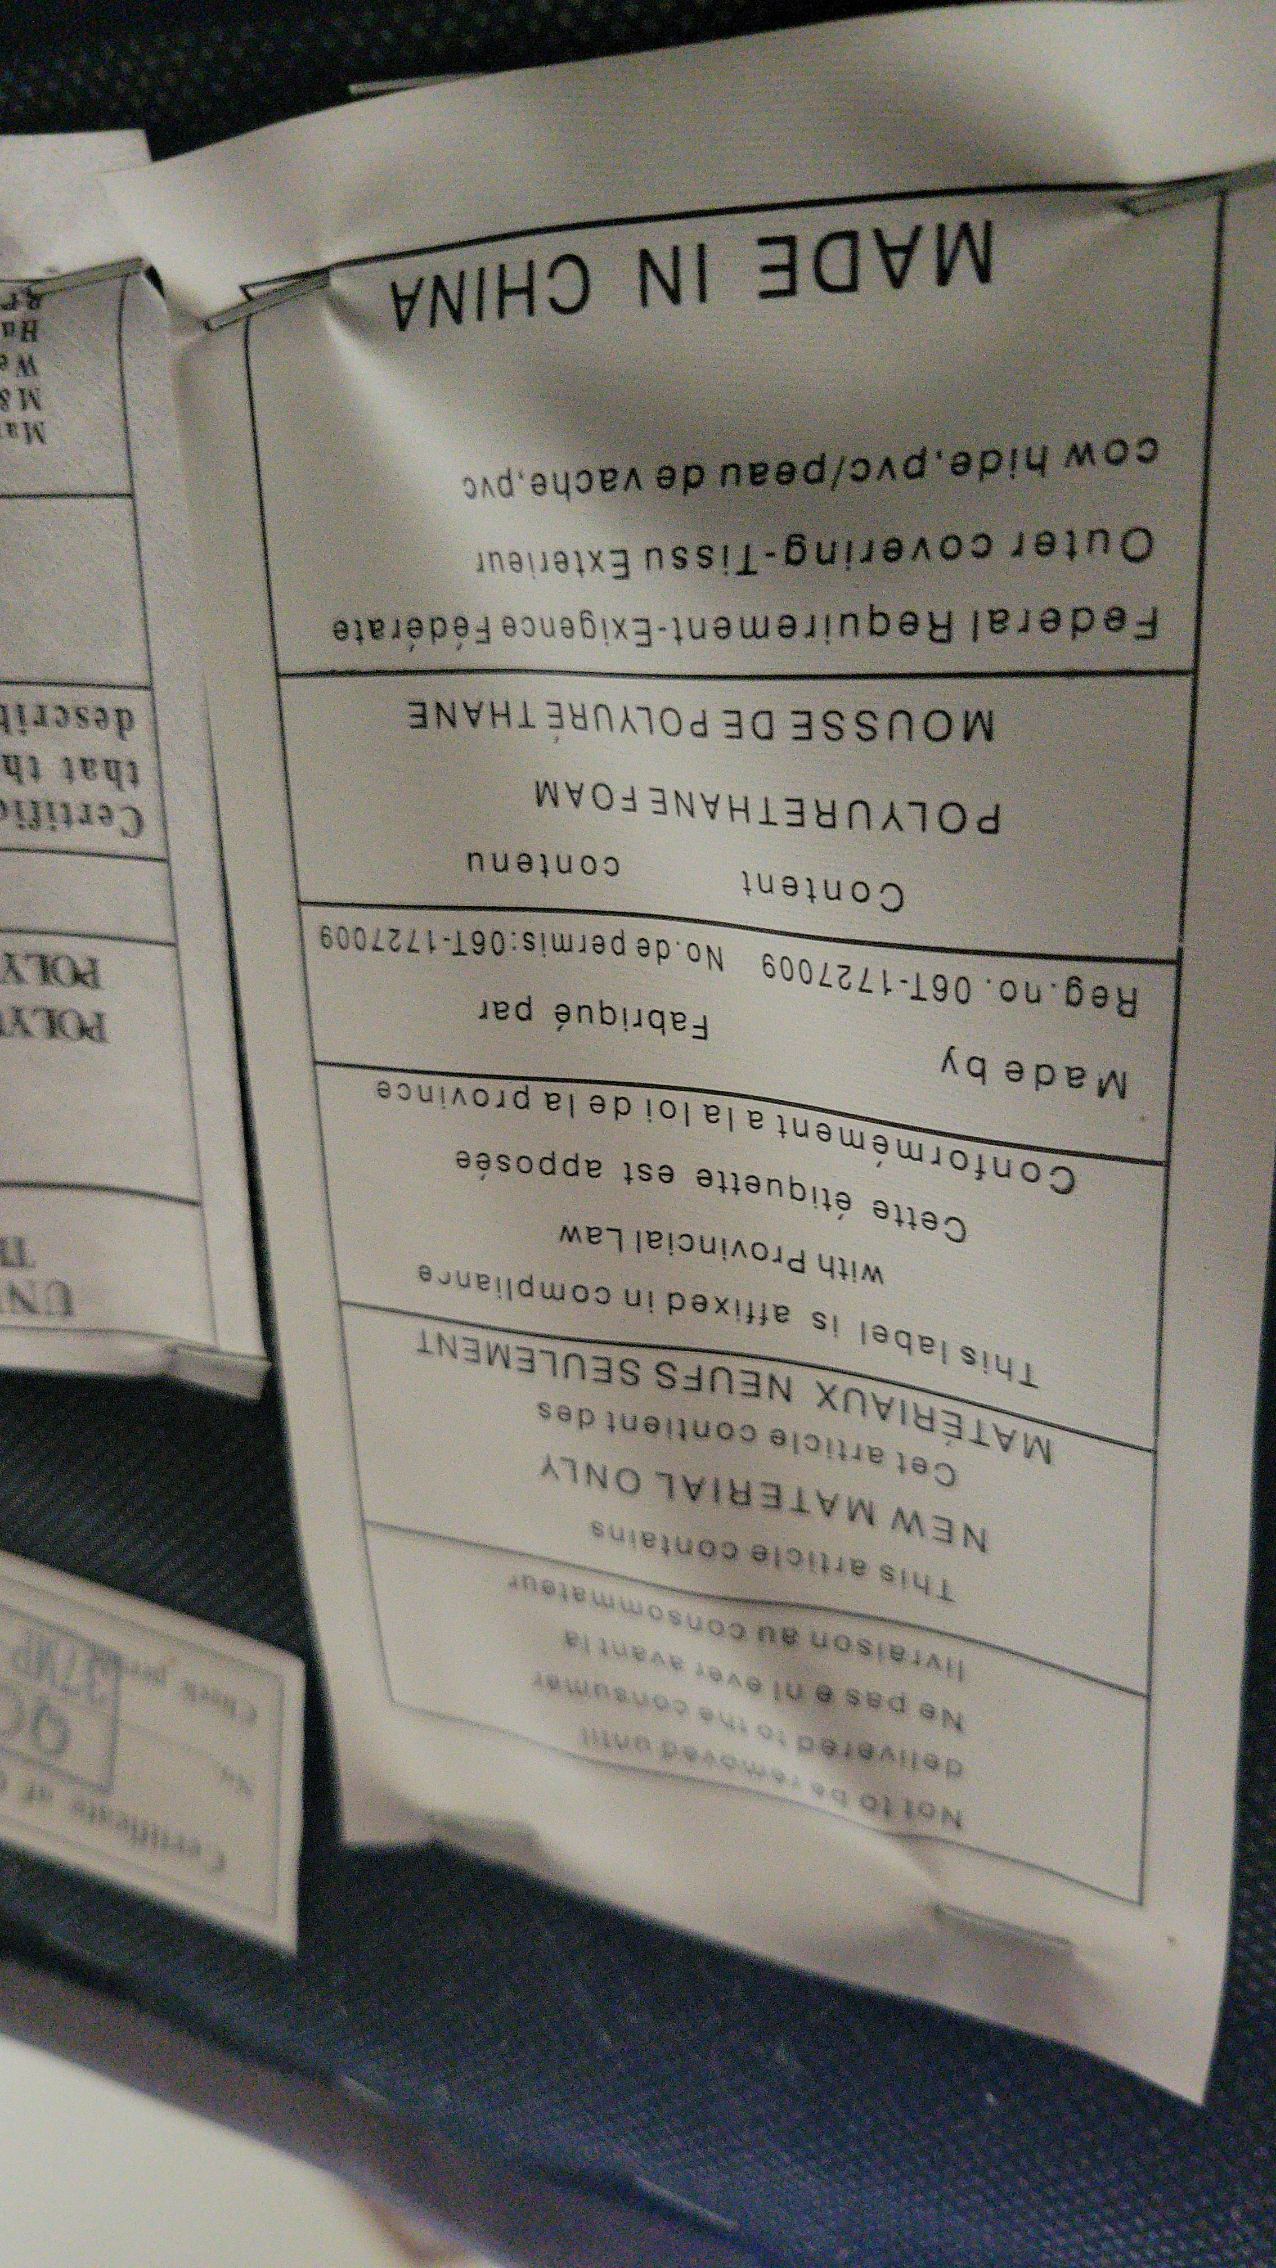 Not to be removed until
delivered to the consumer
Ne pas enlever avant la
livraison au consommateur
This article contains
NEW MATERIAL ONLY
Cet article contient des
MATÉRIAUX NEUFS SEULEMENT
This label is affixed in compliance
with Provincial Law
Cette étiquette est apposée
Conformément a la loi de la province
Made by Fabriqué par
Reg.no. 06T-1727009 No. de permis:06T-1727009
Content contenu
POLYURETHANE FOAM
MOUSSE DE POLYURÉTHANE
Federal Requirement-Exigence Fédérate
Outer covering-Tissu Exterieur
cow hide,pvc/peau de vache,pvc
MADE IN CHINA
that
Certificate of
QC